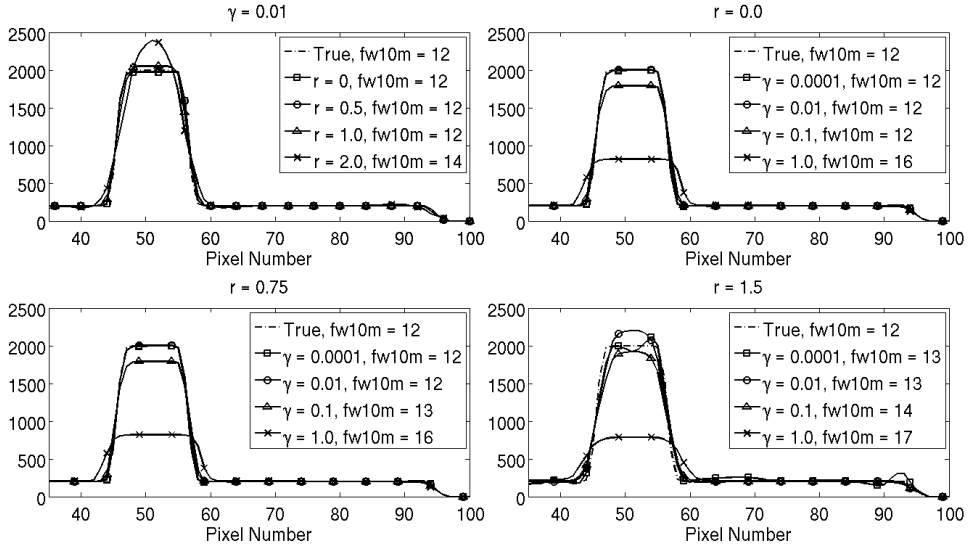 γ = 0.01
2500
2000
1500
1000
500
0
True, fw10m = 12
r = 0, fw10m = 12
r = 0.5, fw10m = 12
r = 1.0, fw10m = 12
r = 2.0, fw10m = 14
40 50 60 70 80 90 100
Pixel Number
r = 0.0
2500
2000
1500
1000
500
0
True, fw10m = 12
γ = 0.0001, fw10m = 12
γ = 0.01, fw10m = 12
γ = 0.1, fw10m = 12
γ = 1.0, fw10m = 16
40 50 60 70 80 90 100
Pixel Number
r = 0.75
2500
2000
1500
1000
500
0
True, fw10m = 12
γ = 0.0001, fw10m = 12
γ = 0.01, fw10m = 12
γ = 0.1, fw10m = 13
γ = 1.0, fw10m = 16
40 50 60 70 80 90 100
Pixel Number
r = 1.5
2500
2000
1500
1000
500
0
True, fw10m = 12
γ = 0.0001, fw10m = 13
γ = 0.01, fw10m = 13
γ = 0.1, fw10m = 14
γ = 1.0, fw10m = 17
40 50 60 70 80 90 100
Pixel Number